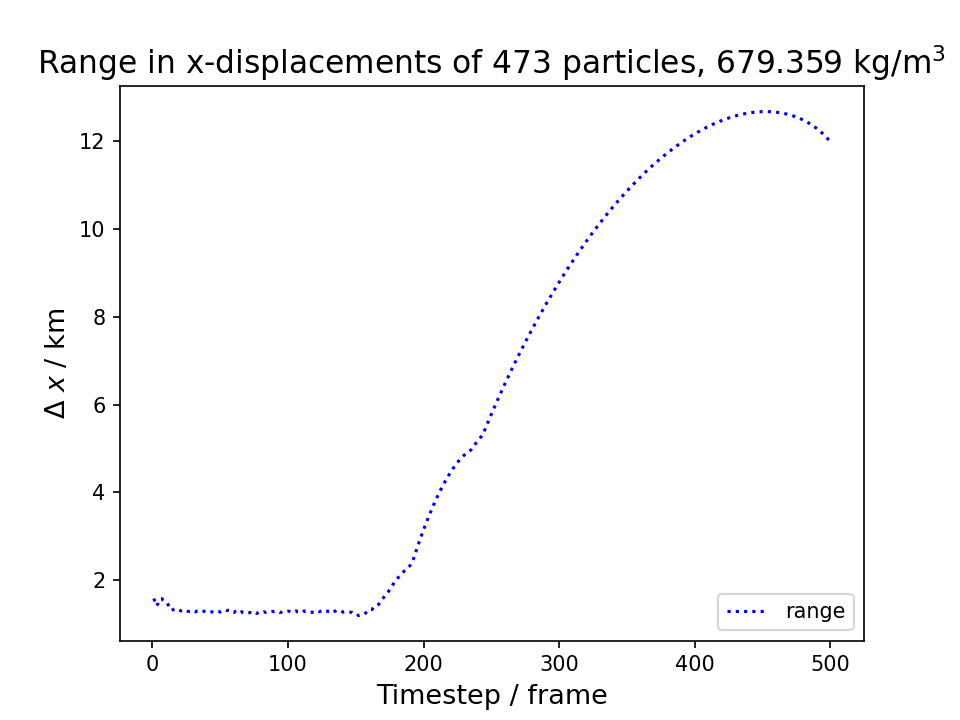 Range in x-displacements of 473 particles, 679.359 kg/m³
12
10
8
6
4
2
Δ x / km
range
0 100 200 300 400 500
Timestep / frame